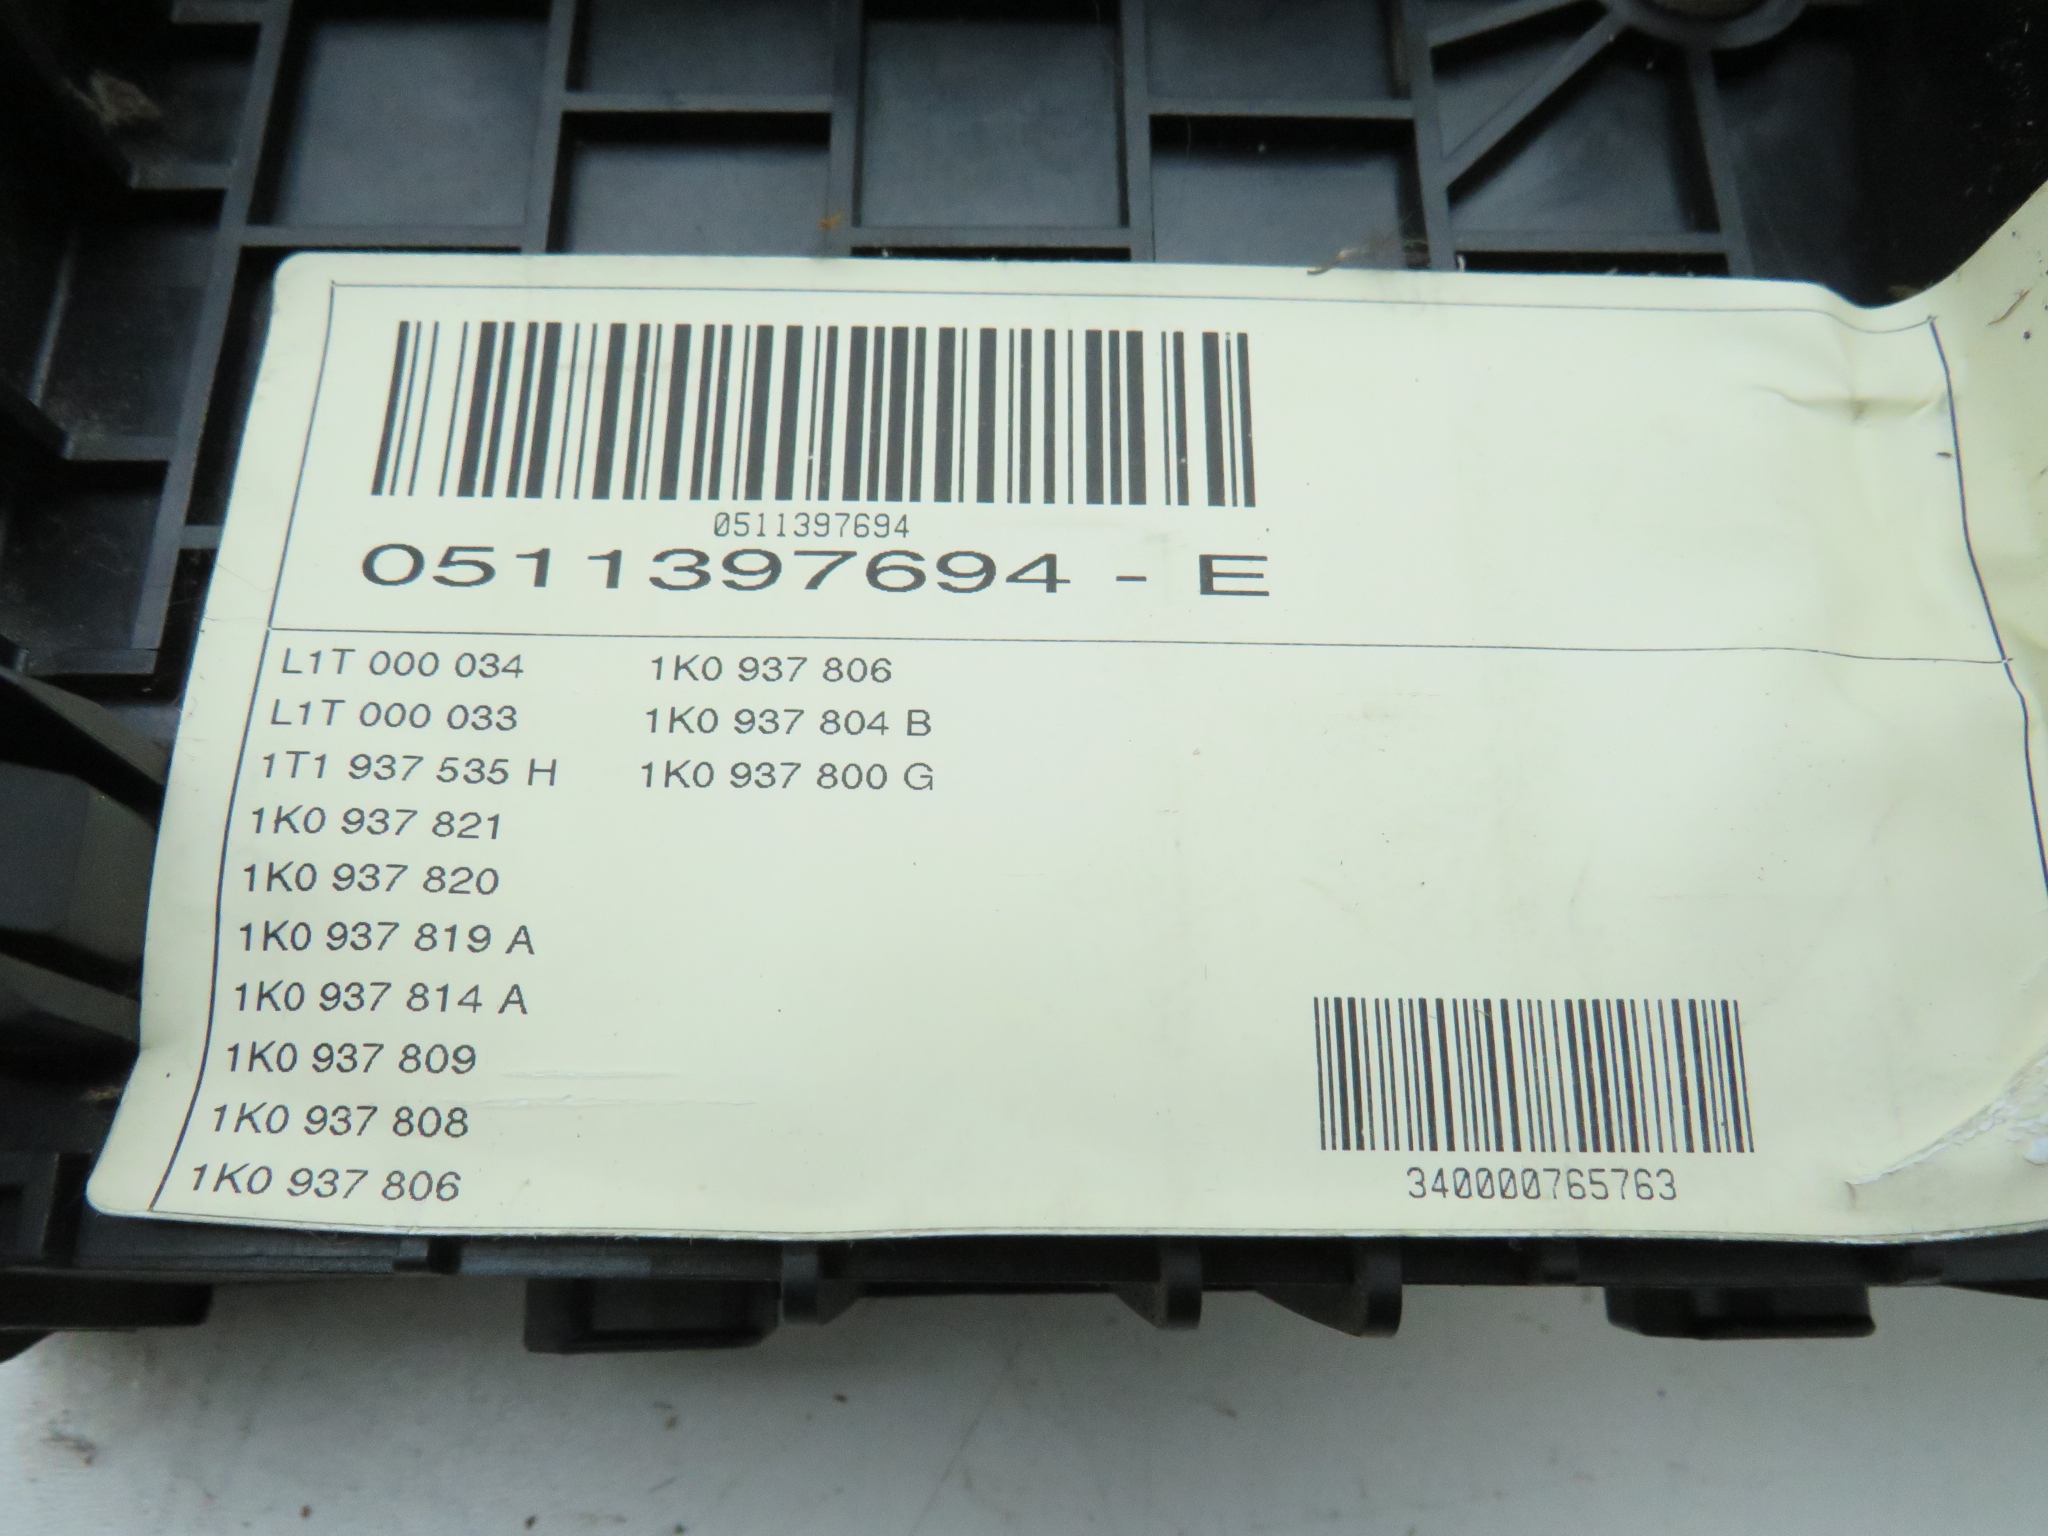 0511397694
0511397694 - E
L1T 000 034
L1T 000 033
1T1 937 535 H
1K0 937 821
1K0 937 820
1K0 937 819 A
1K0 937 814 A
1K0 937 809
1K0 937 808
1K0 937 806
1K0 937 806
1K0 937 804 B
1K0 937 800 G
340000765763